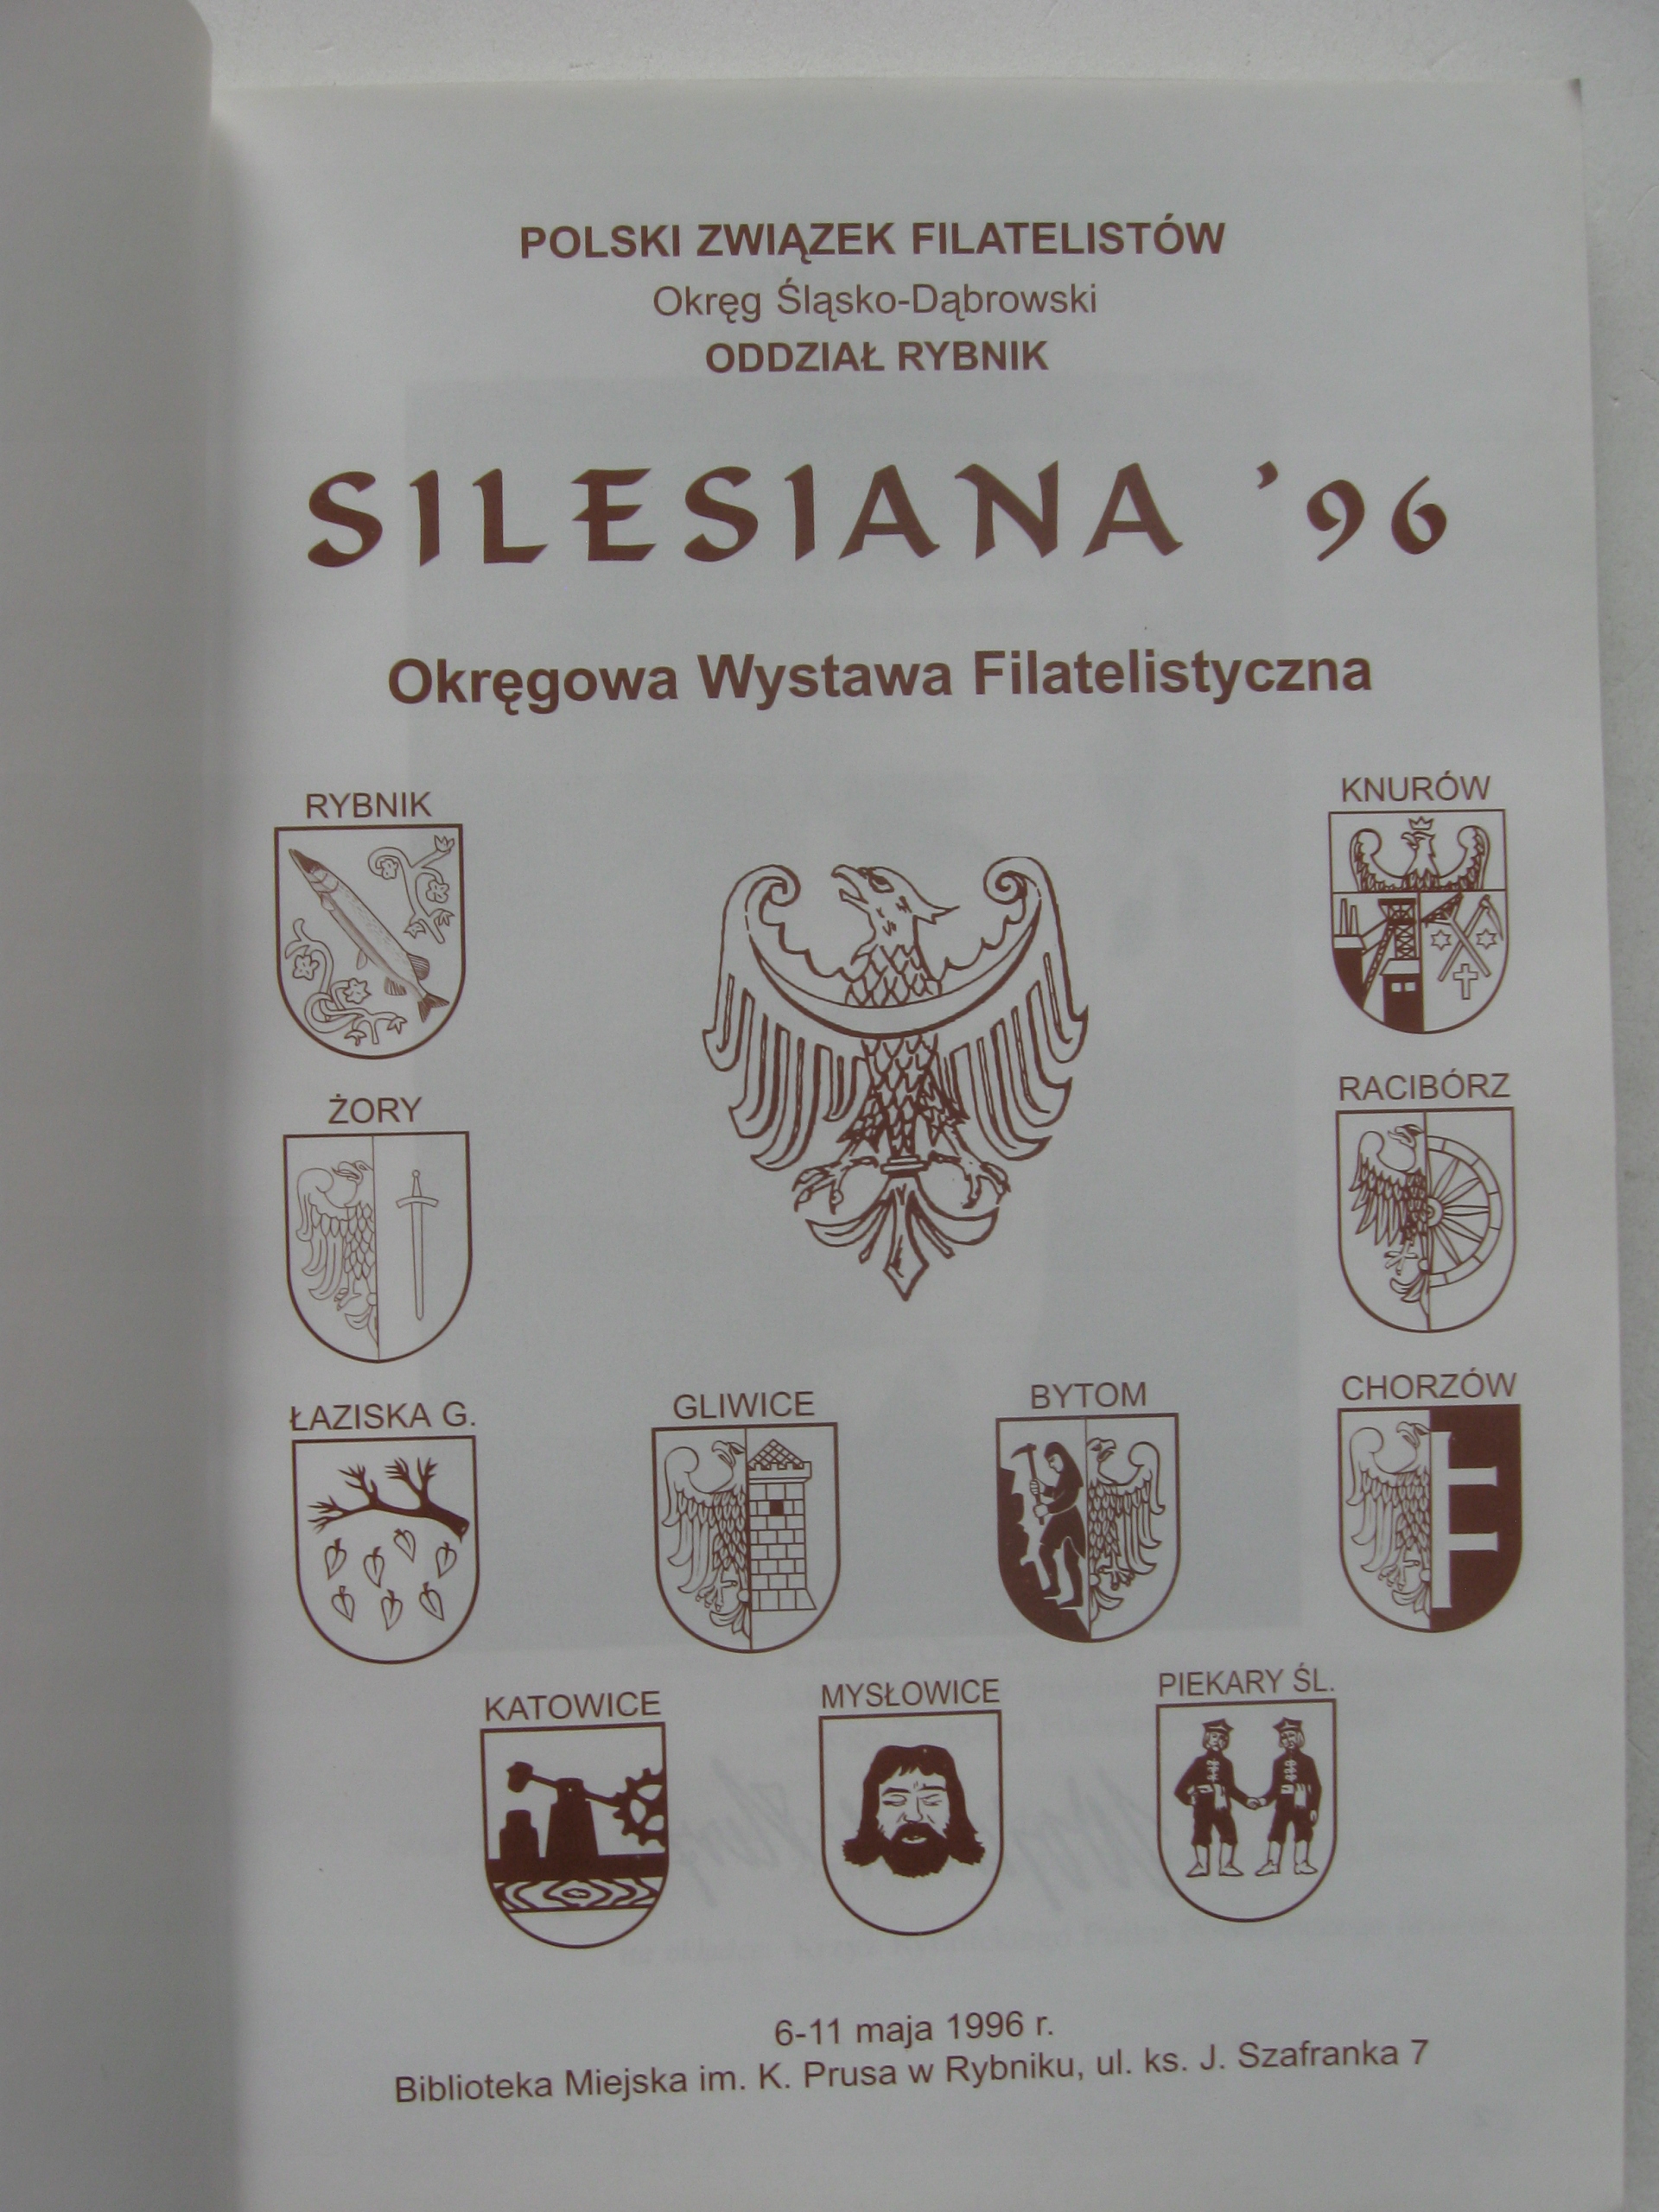 POLSKI ZWIĄZEK FILATELISTÓW
Okręg Śląsko-Dąbrowski
ODDZIAŁ RYBNIK
SILESIANA '96
Okręgowa Wystawa Filatelistyczna
RYBNIK
KNURÓW
ŻORY
RACIBÓRZ
ŁAZISKA G.
GLIWICE
BYTOM
CHORZÓW
KATOWICE
MYSŁOWICE
PIEKARY ŚL.
6-11 maja 1996 r.
Biblioteka Miejska im. K. Prusa w Rybniku, ul. ks. J. Szafranka 7